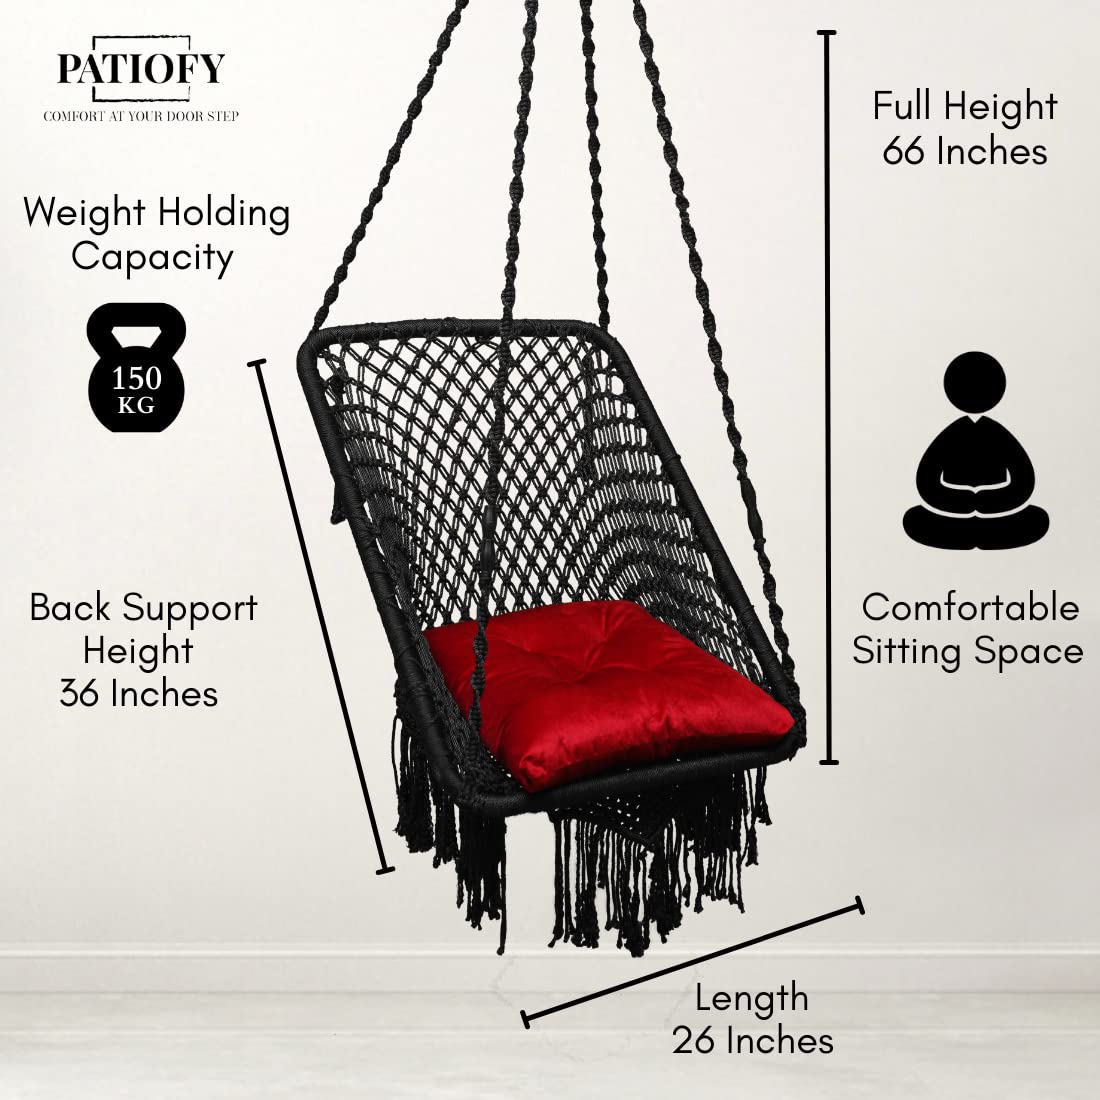 PATIOFY
COMFORT AT YOUR DOOR STEP
Full Height
66 Inches
Weight Holding
Capacity
150
KG
Back Support
Height
36 Inches
Comfortable
Sitting Space
Length
26 Inches